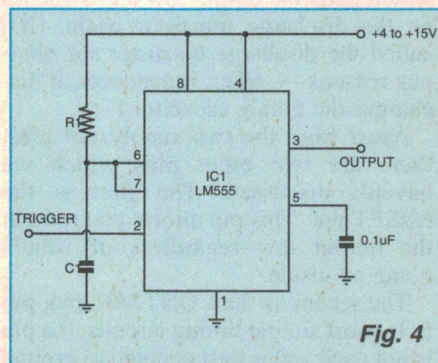 +4 to +15V
8
4
R1
6
7
3
OUTPUT
IC1
LM555
5
TRIGGER
2
0.1uF
C1
1
Fig. 4